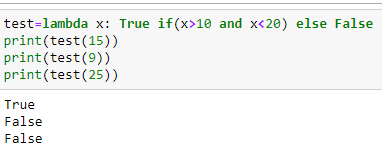 test=lambda x: True if(x>10 and x<20) else False
print(test(15))
print(test(9))
print(test(25))
True
False
False